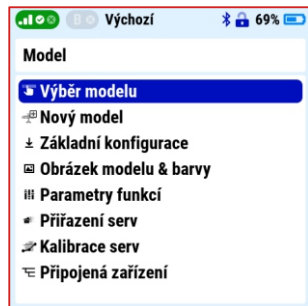 B Výchozí 69%
Model
Výběr modelu
Nový model
Základní konfigurace
Obrázek modelu & barvy
Parametry funkcí
Přiřazení serv
Kalibrace serv
Připojená zařízení